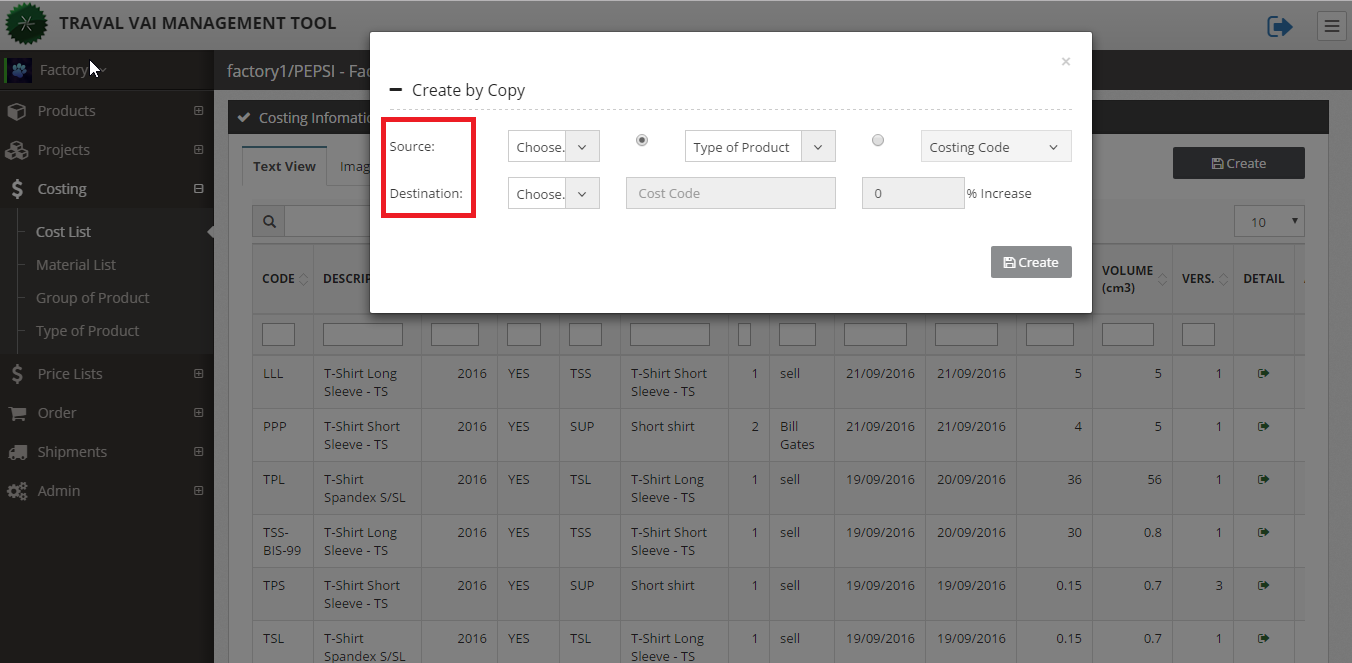 TRAVAL VAI MANAGEMENT TOOL
Factory
factory1/PEPSI - Fac
Products
Projects
Costing
Cost List
Material List
Group of Product
Type of Product
Price Lists
Order
Shipments
Admin
Costing Infomatio
Text View Imag
Create
10
×
Create by Copy
Source: Choose. Type of Product Costing Code
Destination: Choose. Cost Code 0 % Increase
Create
CODE DESCRIP VOLUME (cm3) VERS. DETAIL
LLL T-Shirt Long 2016 YES TSS T-Shirt Short 1 sell 21/09/2016 21/09/2016 5 5 1
Sleeve - TS Sleeve - TS
PPP T-Shirt Short 2016 YES SUP Short shirt 2 Bill 21/09/2016 21/09/2016 4 5 1
Sleeve - TS Gates
TPL T-Shirt 2016 YES TSL T-Shirt Long 1 sell 19/09/2016 20/09/2016 36 56 1
Spandex S/SL Sleeve - TS
TSS- T-Shirt Long 2016 YES TSS T-Shirt Short 1 sell 19/09/2016 20/09/2016 30 0.8 1
BIS-99 Sleeve - TS Sleeve - TS
TPS T-Shirt Short 2016 YES SUP Short shirt 1 sell 19/09/2016 19/09/2016 0.15 0.7 3
Sleeve - TS
TSL T-Shirt 2016 YES TSL T-Shirt Long 1 sell 19/09/2016 19/09/2016 0.15 0.7 1
Spandex S/SL Sleeve - TS